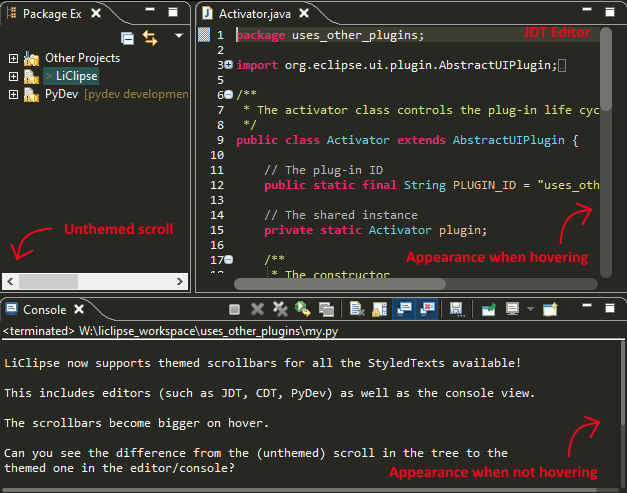 Package Ex
Other Projects
> LiClipse
PyDev [pydev developmen
Unthemed scroll
Activator.java
JDT Editor
1 package uses_other_plugins;
2
3 import org.eclipse.ui.plugin.AbstractUIPlugin;
5
6 /**
7 * The activator class controls the plug-in life cyc
8 */
9 public class Activator extends AbstractUIPlugin {
10
11 // The plug-in ID
12 public static final String PLUGIN_ID = "uses_oth
13
14 // The shared instance
15 private static Activator plugin;
16
17 /**
* The constructor
Appearance when hovering
Console
<terminated> W:\liclipse_workspace\uses_other_plugins\my.py
LiClipse now supports themed scrollbars for all the StyledTexts available!
This includes editors (such as JDT, CDT, PyDev) as well as the console view.
The scrollbars become bigger on hover.
Can you see the difference from the (unthemed) scroll in the tree to the
themed one in the editor/console?
Appearance when not hovering